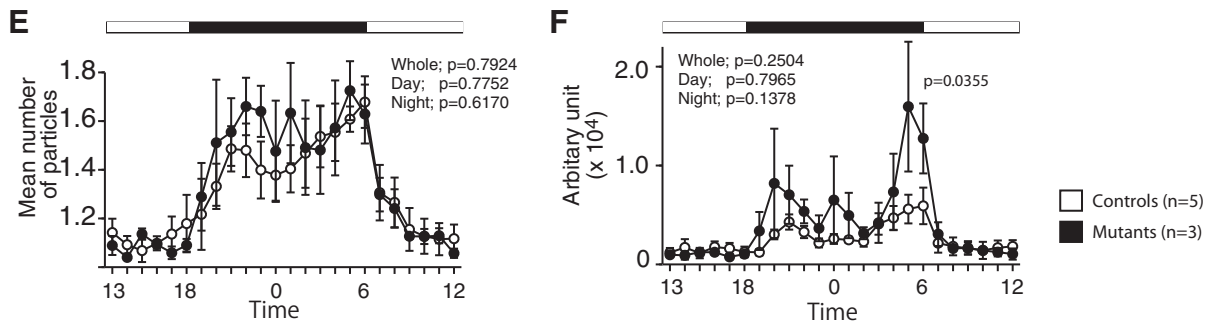 E
Whole; p=0.7924
Day; p=0.7752
Night; p=0.6170
Mean number
of particles
1.8
1.6
1.4
1.2
13
18
0
6
12
Time
F
Whole; p=0.2504
Day; p=0.7965
Night; p=0.1378
p=0.0355
Arbitary unit
(x 10⁴)
2.0
1.0
0
13
18
0
6
12
Time
Controls (n=5)
Mutants (n=3)